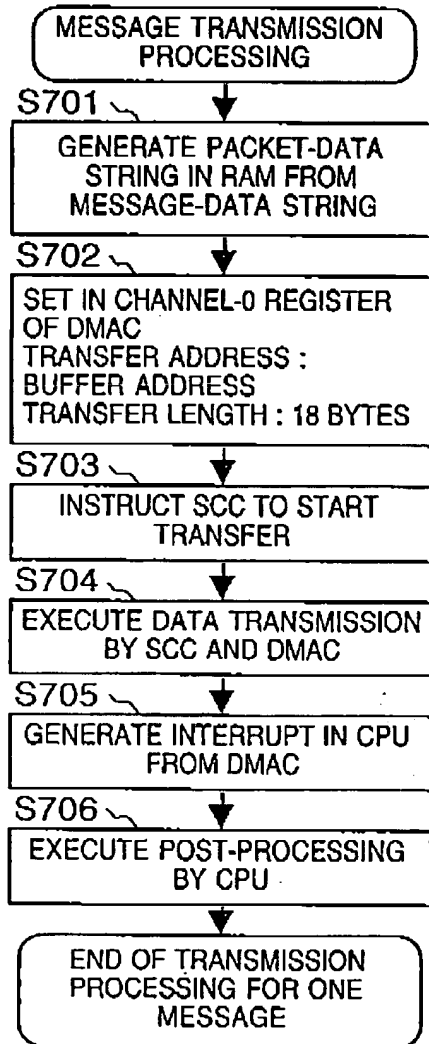 MESSAGE TRANSMISSION
PROCESSING
S701
GENERATE PACKET-DATA
STRING IN RAM FROM
MESSAGE-DATA STRING
S702
SET IN CHANNEL-0 REGISTER
OF DMAC
TRANSFER ADDRESS :
BUFFER ADDRESS
TRANSFER LENGTH : 18 BYTES
S703
INSTRUCT SCC TO START
TRANSFER
S704
EXECUTE DATA TRANSMISSION
BY SCC AND DMAC
S705
GENERATE INTERRUPT IN CPU
FROM DMAC
S706
EXECUTE POST-PROCESSING
BY CPU
END OF TRANSMISSION
PROCESSING FOR ONE
MESSAGE